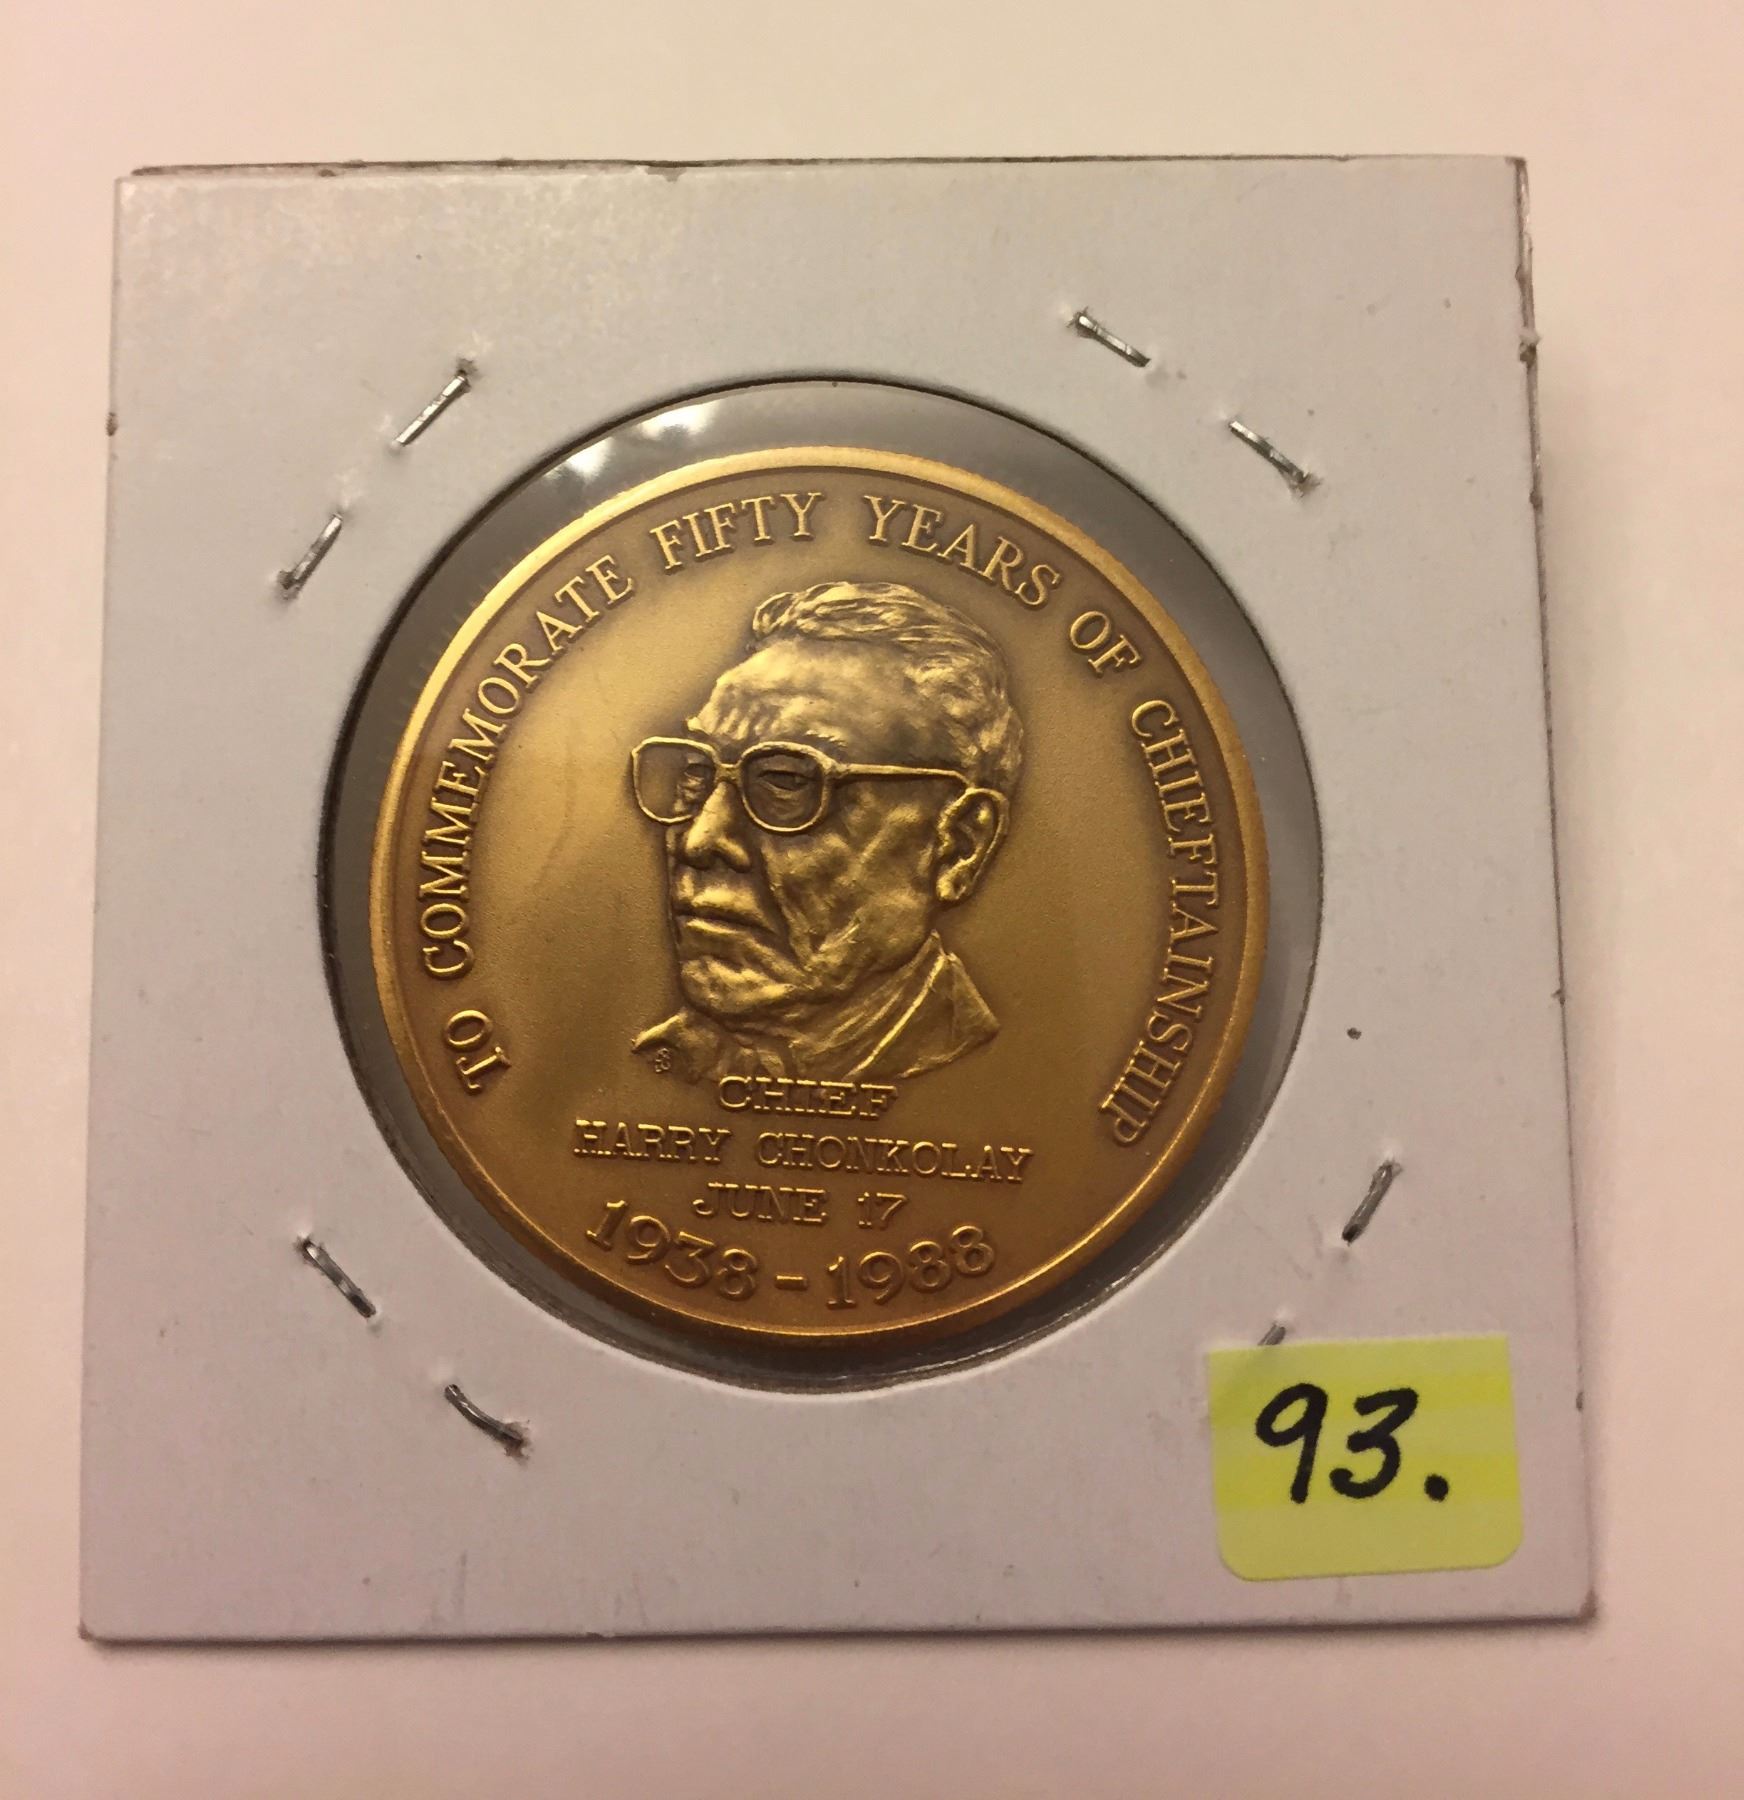 TO COMMEMORATE FIFTY YEARS OF CHIEFTAINSHIP
CHIEF
HARRY CHONKOLAY
JUNE 17
1938-1988
93.